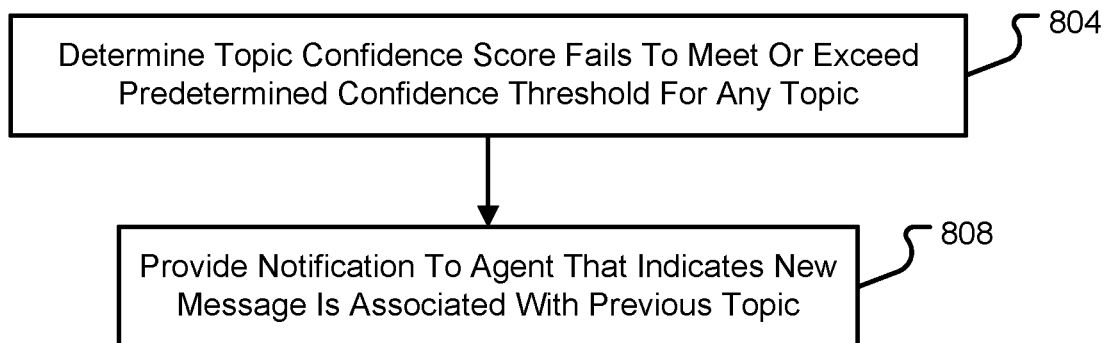 804
Determine Topic Confidence Score Fails To Meet Or Exceed
Predetermined Confidence Threshold For Any Topic
808
Provide Notification To Agent That Indicates New
Message Is Associated With Previous Topic